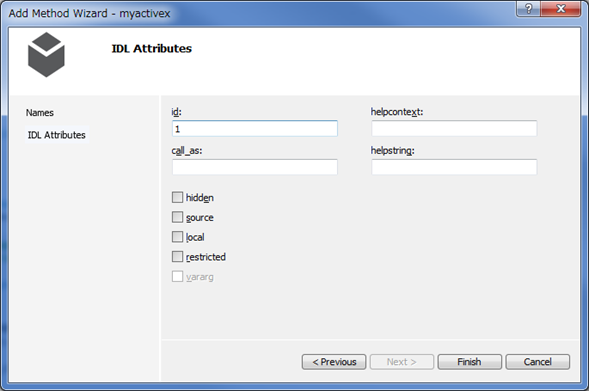 Add Method Wizard - myactivex
IDL Attributes
Names
IDL Attributes
id:
helpcontext:
1
call_as:
helpstring:
hidden
source
local
restricted
vararg
< Previous
Next >
Finish
Cancel